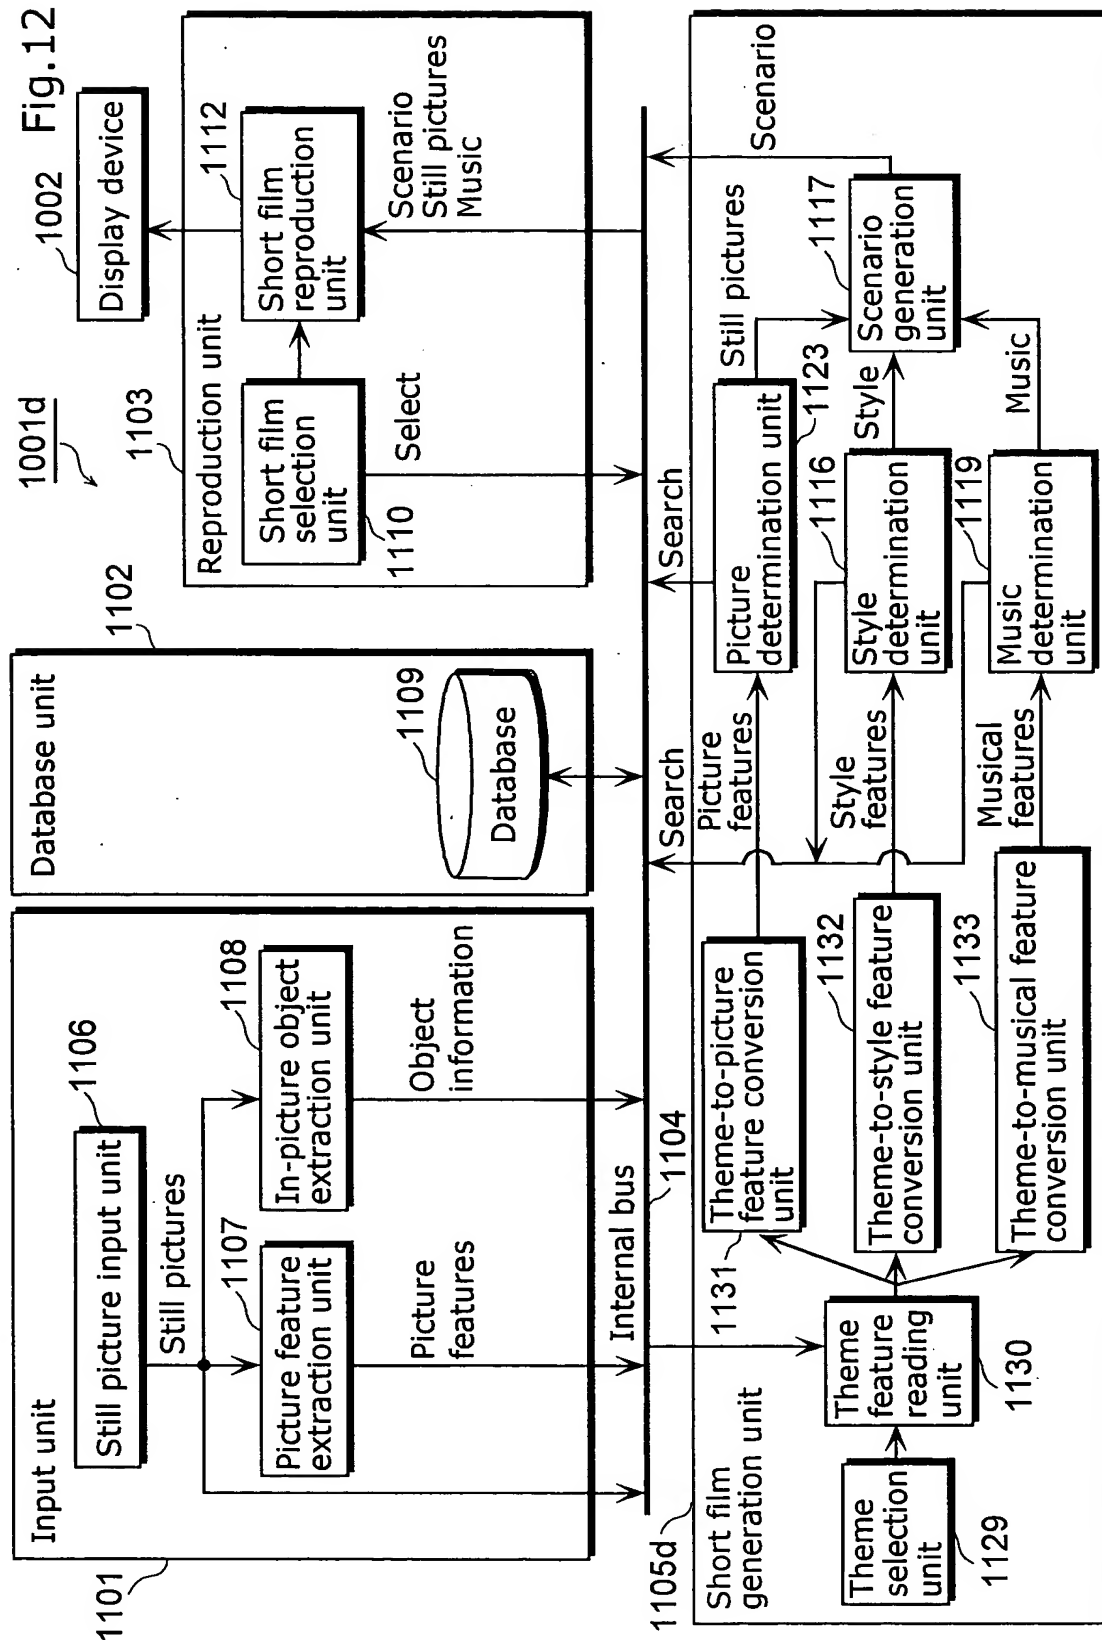 Fig.12
1001d
1101
Input unit
1106
Still picture input unit
Still pictures
1107
Picture feature
extraction unit
1108
In-picture object
extraction unit
Picture
features
Object
information
1102
Database unit
1109
Database
1103
Reproduction unit
1002
Display device
Short film
selection
unit
1110
1112
Short film
reproduction
unit
Select
Scenario
Still pictures
Music
Internal bus
1104
Search
Search
Scenario
1105d
Short film
generation unit
Theme
selection
unit
1129
Theme
feature
reading
unit
1130
1131
Theme-to-picture
feature conversion
unit
1132
Theme-to-style feature
conversion unit
1133
Theme-to-musical feature
conversion unit
Picture
features
Style
features
Musical
features
Picture
determination unit
1123
1116
Style
determination
unit
1119
Music
determination
unit
Still pictures
Style
Music
1117
Scenario
generation
unit